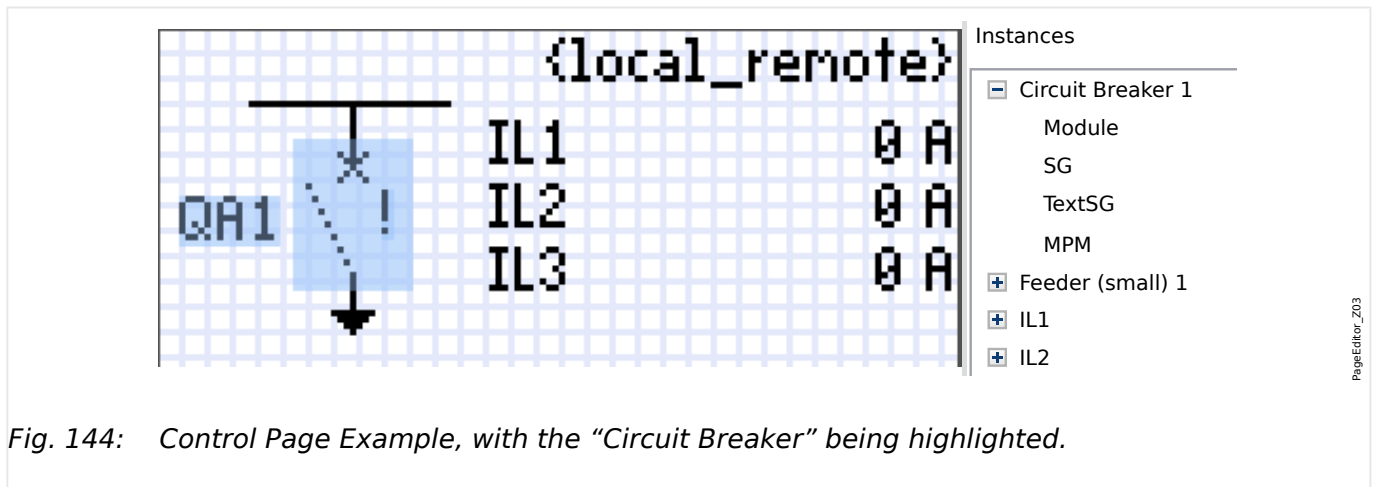 {local_remote}
IL1 0 A
QA1 ! IL2 0 A
IL3 0 A
Instances
Circuit Breaker 1
Module
SG
TextSG
MPM
Feeder (small) 1
IL1
IL2
PageEditor_Z03
Fig. 144: Control Page Example, with the “Circuit Breaker” being highlighted.